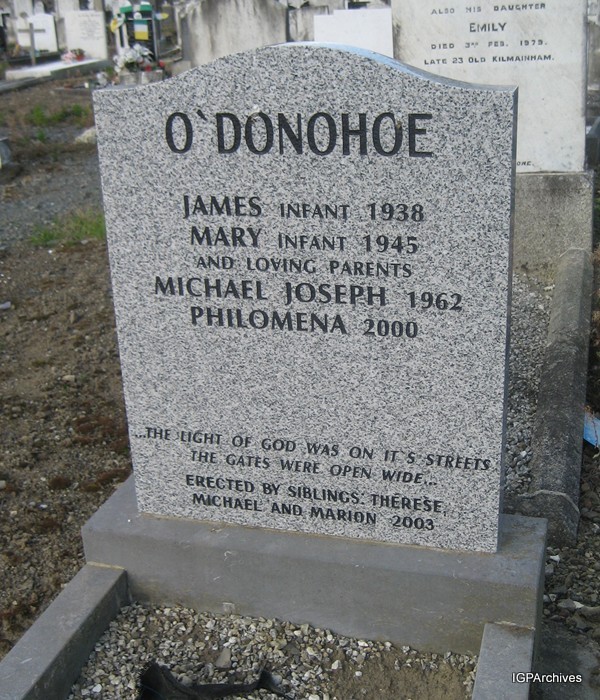 ALSO HIS DAUGHTER
EMILY
DIED 3RD FEB. 1979.
LATE 23 OLD KILMAINHAM.
O`DONOHOE
JAMES INFANT 1938
MARY INFANT 1945
AND LOVING PARENTS
MICHAEL JOSEPH 1962
PHILOMENA 2000
...THE LIGHT OF GOD WAS ON IT`S STREETS
THE GATES WERE OPEN WIDE...
ERECTED BY SIBLINGS: THERESE,
MICHAEL AND MARION 2003
IGPArchives